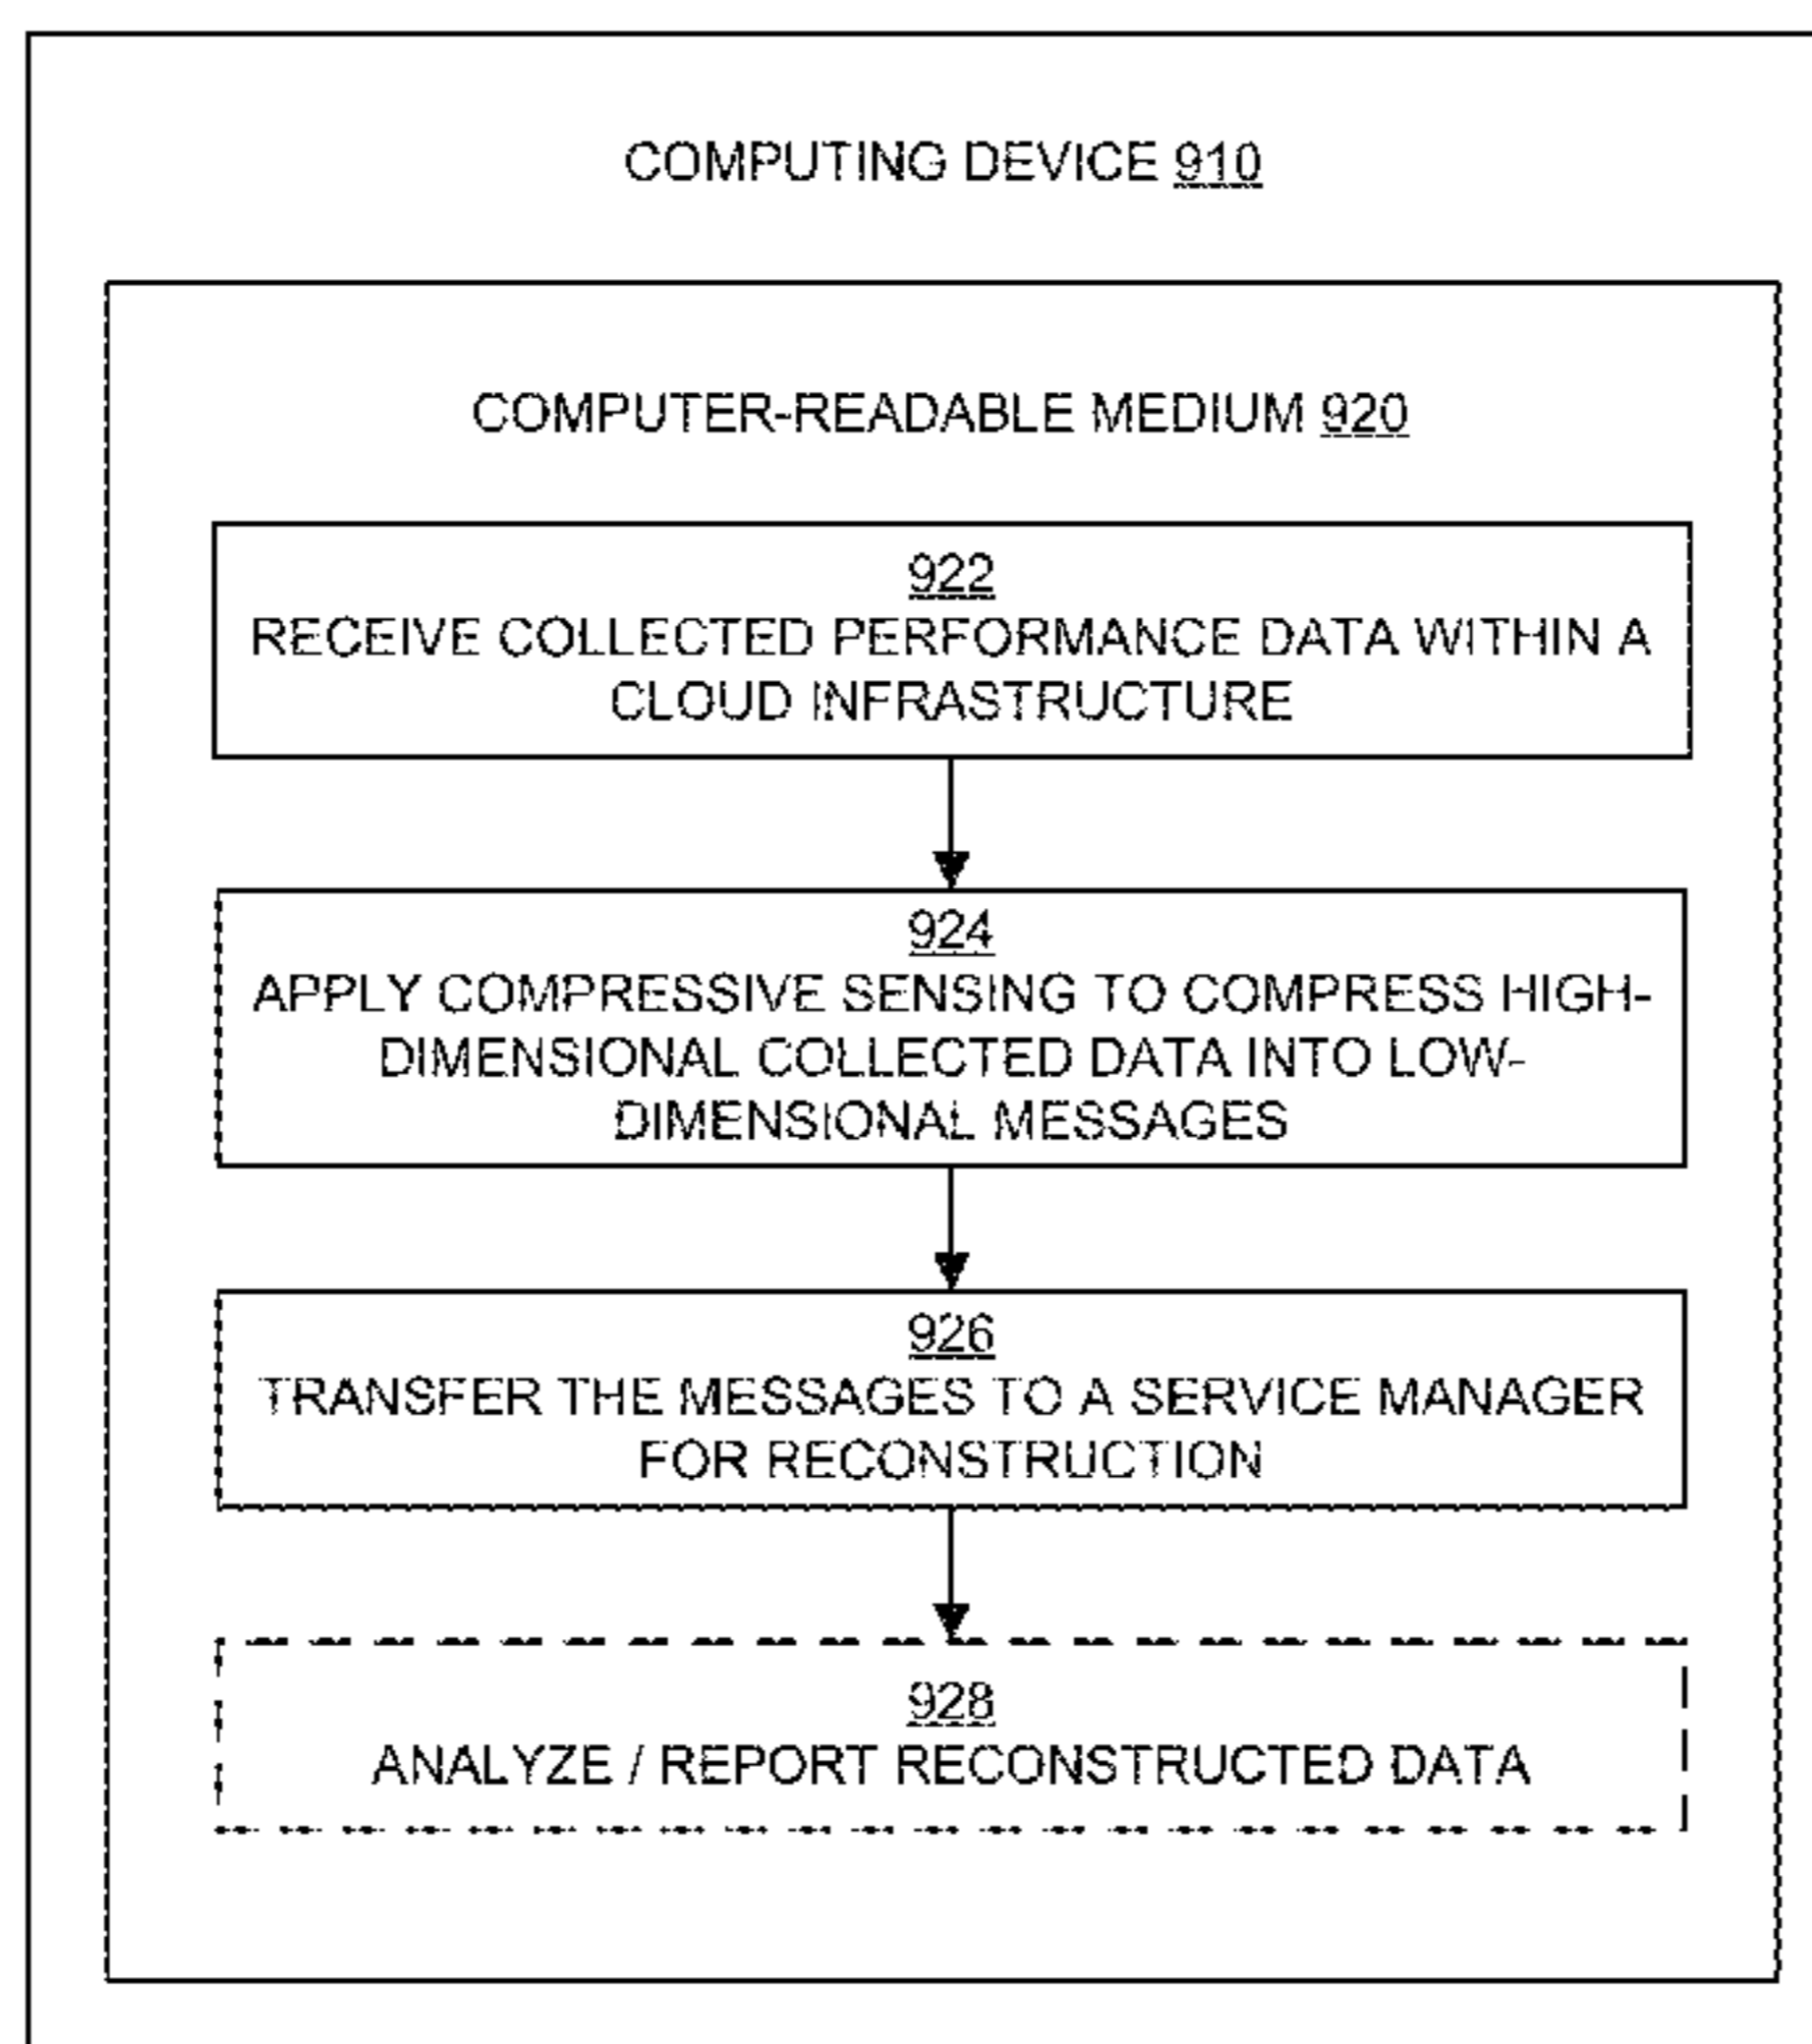 COMPUTING DEVICE 910
COMPUTER-READABLE MEDIUM 920
922
RECEIVE COLLECTED PERFORMANCE DATA WITHIN A
CLOUD INFRASTRUCTURE
924
APPLY COMPRESSIVE SENSING TO COMPRESS HIGH-
DIMENSIONAL COLLECTED DATA INTO LOW-
DIMENSIONAL MESSAGES
926
TRANSFER THE MESSAGES TO A SERVICE MANAGER
FOR RECONSTRUCTION
928
ANALYZE / REPORT RECONSTRUCTED DATA